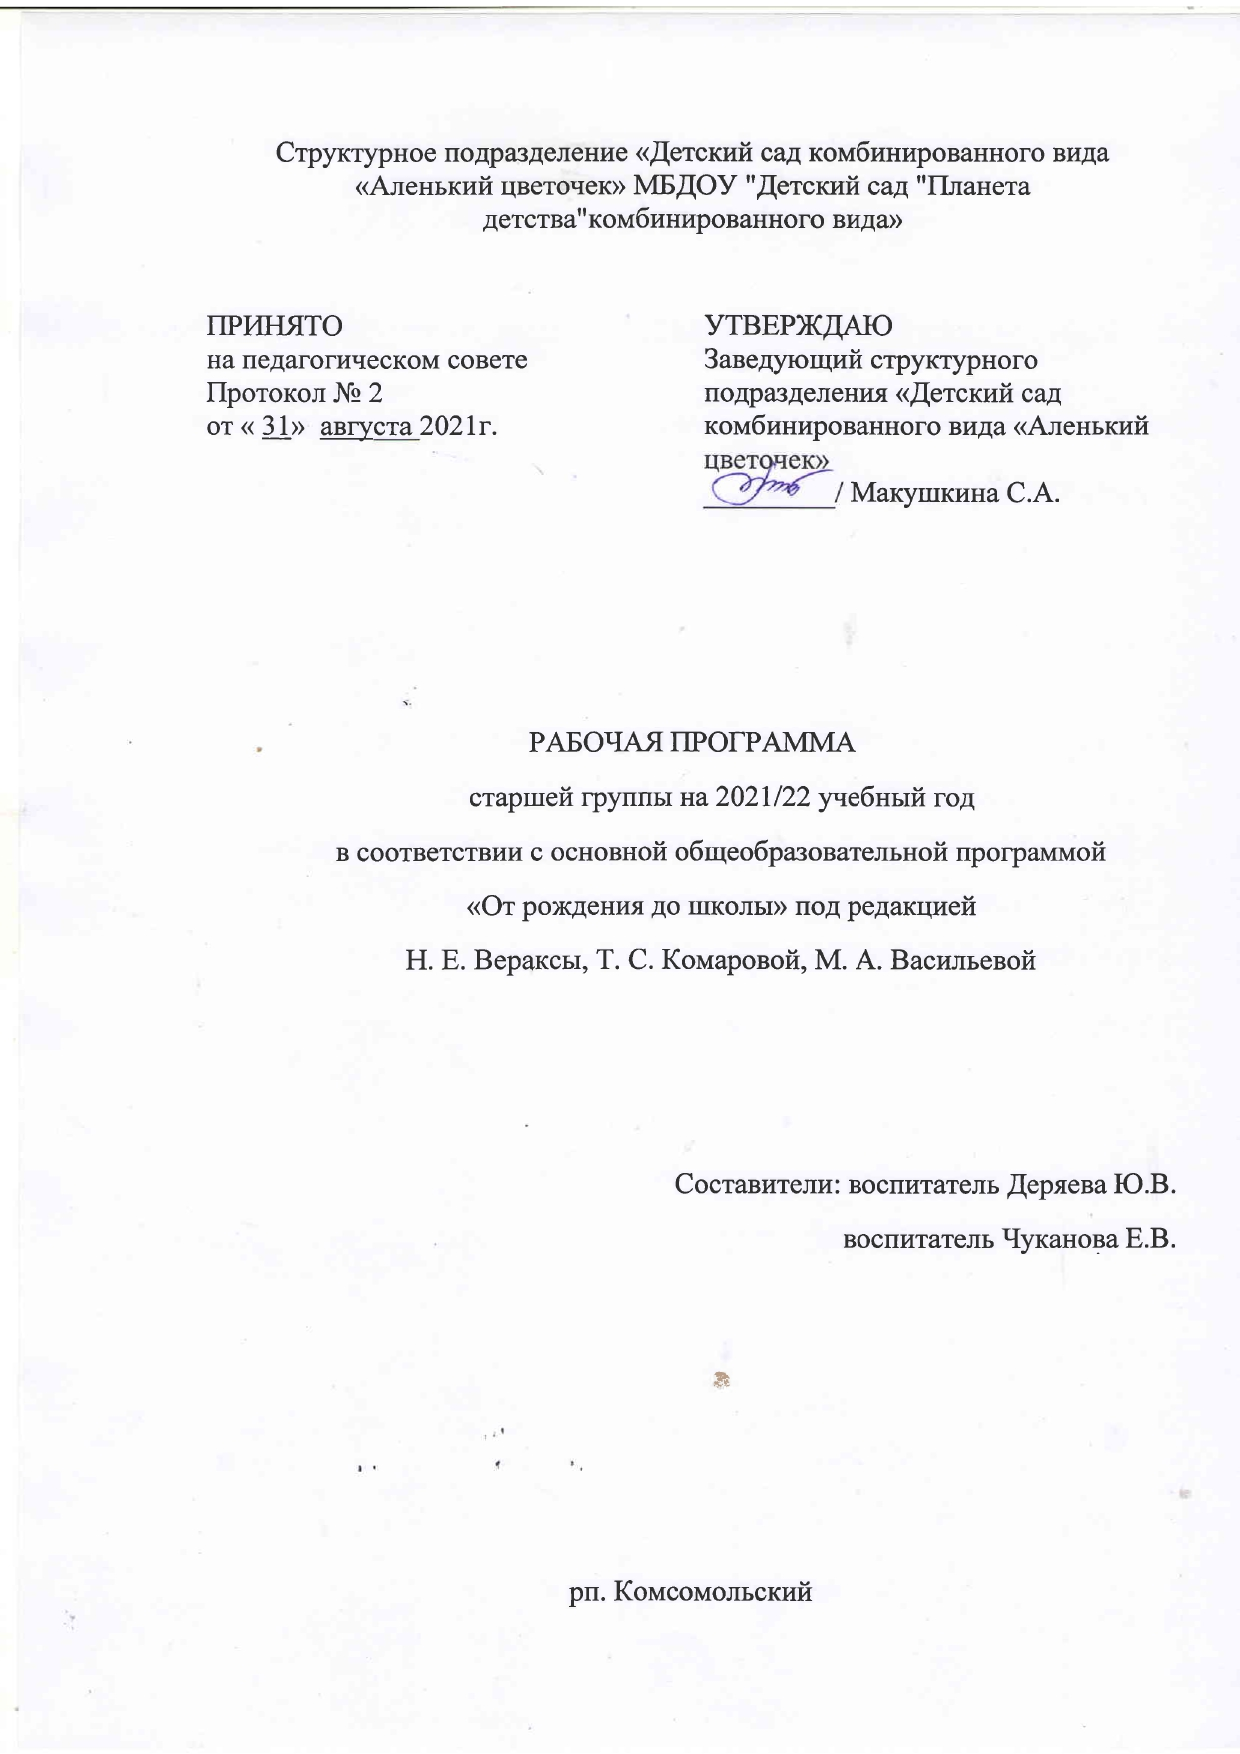 Структурное подразделение «Детский сад комбинированного вида
«Аленький цветочек» МБДОУ "Детский сад "Планета
детства"комбинированного вида»
ПРИНЯТО
на педагогическом совете
Протокол № 2
от « 31» августа 2021г.
УТВЕРЖДАЮ
Заведующий структурного
подразделения «Детский сад
комбинированного вида «Аленький
цветочек»
/ Макушкина С.А.
РАБОЧАЯ ПРОГРАММА
старшей группы на 2021/22 учебный год
в соответствии с основной общеобразовательной программой
«От рождения до школы» под редакцией
Н. Е. Вераксы, Т. С. Комаровой, М. А. Васильевой
Составители: воспитатель Деряева Ю.В.
воспитатель Чуканова Е.В.
рп. Комсомольский